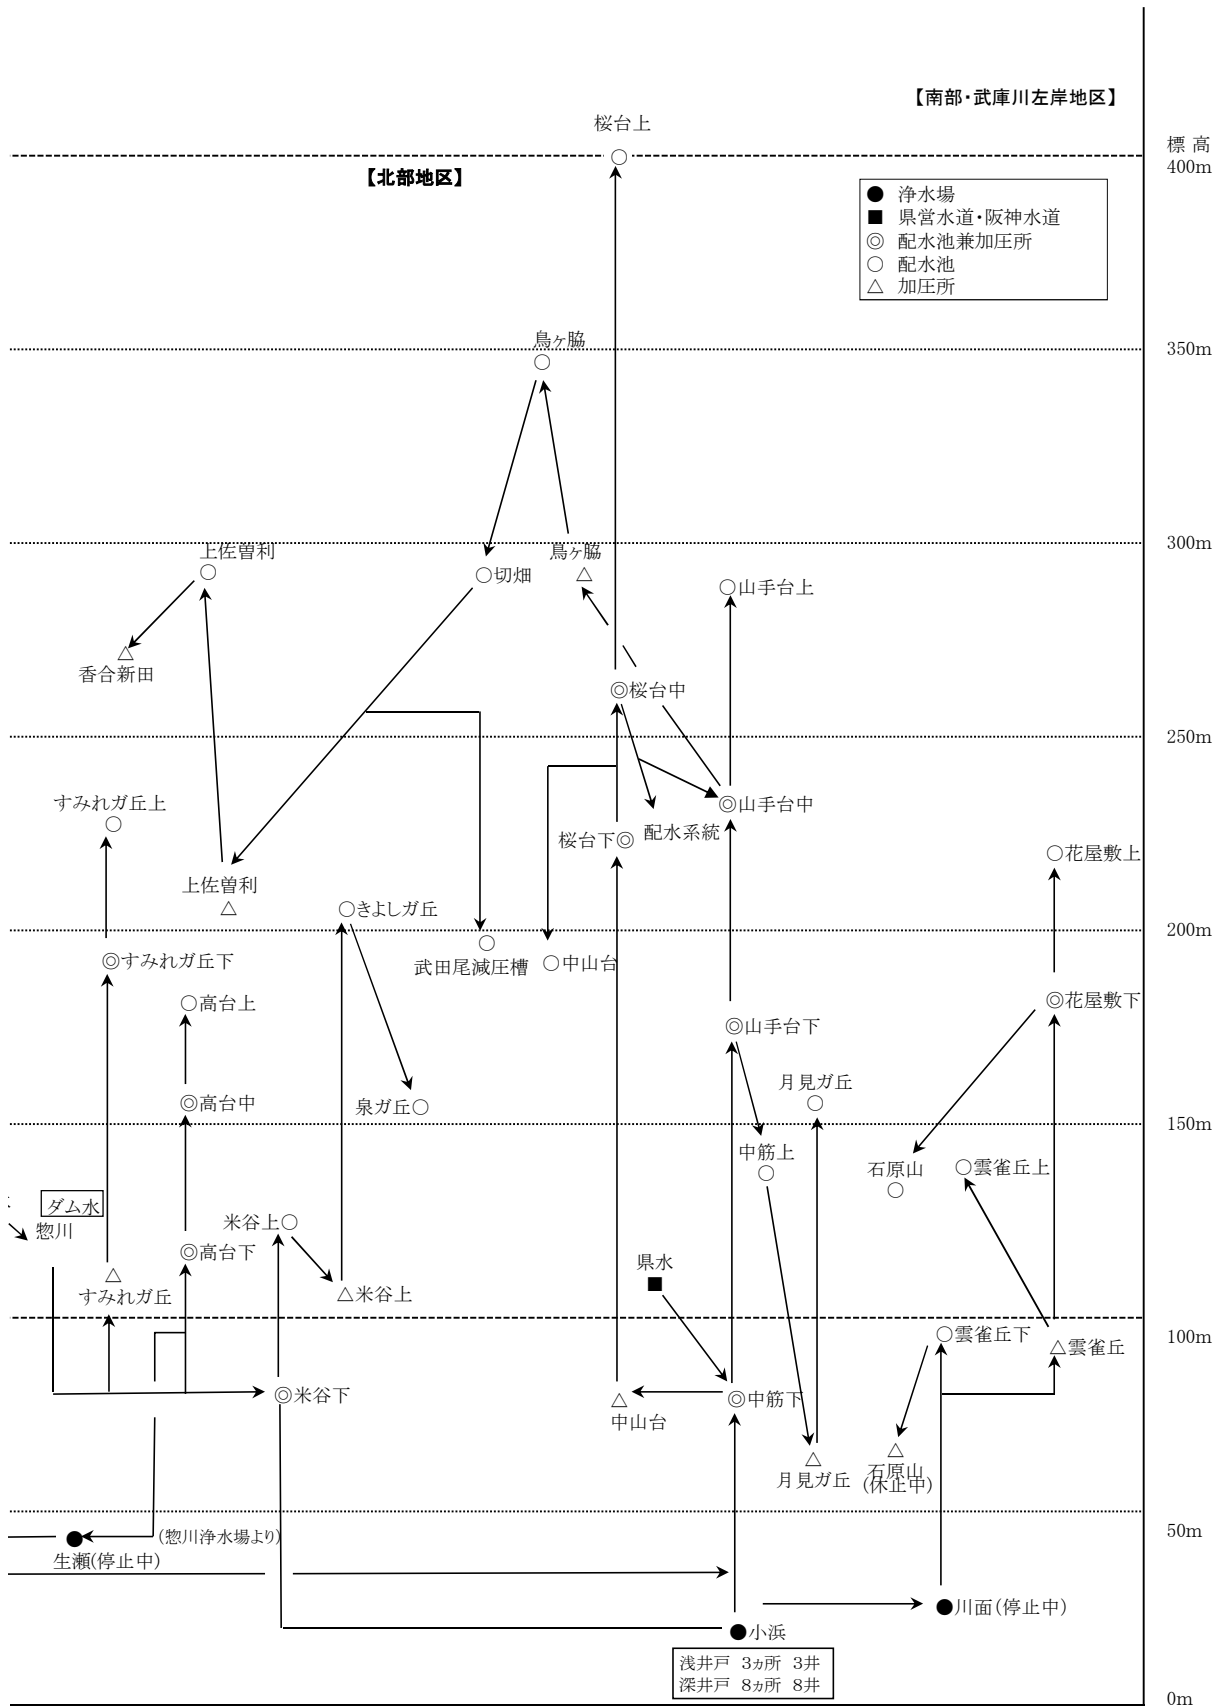 【南部・武庫川左岸地区】
桜台上
標 高
400m
【北部地区】
● 浄水場
■ 県営水道・阪神水道
◎ 配水池兼加圧所
○ 配水池
△ 加圧所
鳥ヶ脇
350m
上佐曽利
鳥ヶ脇
300m
切畑
山手台上
香合新田
桜台中
250m
すみれガ丘上
山手台中
配水系統
桜台下
花屋敷上
上佐曽利
きよしガ丘
200m
すみれガ丘下
武田尾減圧槽
中山台
高台上
花屋敷下
山手台下
月見ガ丘
高台中
泉ガ丘
150m
中筋上
石原山
雲雀丘上
ダム水
惣川
米谷上
高台下
県水
すみれガ丘
米谷上
雲雀丘下
100m
雲雀丘
米谷下
中筋下
中山台
月見ガ丘
石原山
(休止中)
50m
(惣川浄水場より)
生瀬(停止中)
川面(停止中)
小浜
浅井戸 3ヵ所 3井
深井戸 8ヵ所 8井
0m